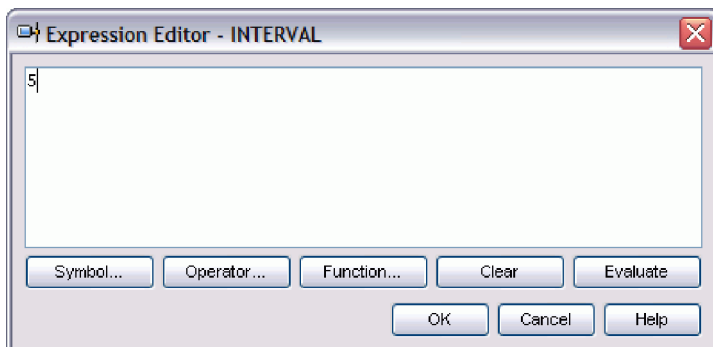 Expression Editor - INTERVAL
5
Symbol... Operator... Function... Clear Evaluate
OK Cancel Help